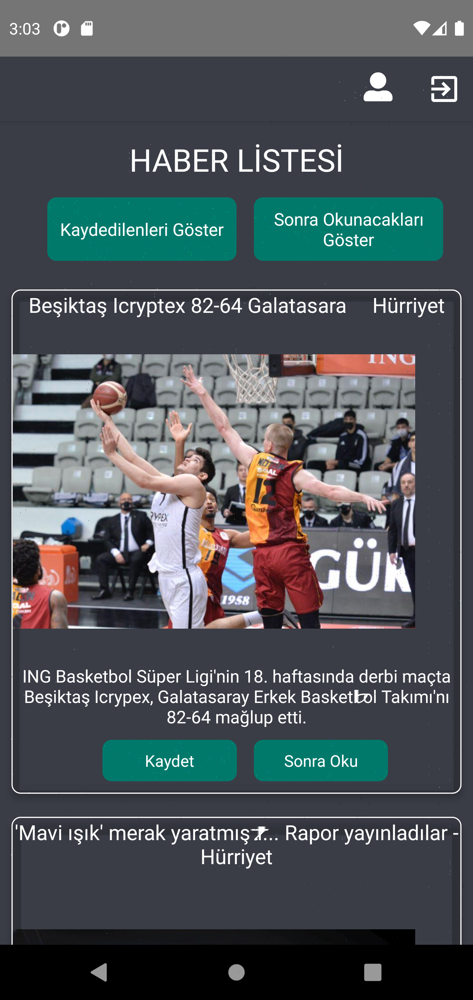 3:03
HABER LİSTESİ
Kaydedilenleri Göster
Sonra Okunacakları
Göster
Beşiktaş Icryptex 82-64 Galatasara Hürriyet
ING
12
1958
GÜR
ING Basketbol Süper Ligi'nin 18. haftasında derbi maçta
Beşiktaş Icrypex, Galatasaray Erkek Basketbol Takımı'nı
82-64 mağlup etti.
Kaydet
Sonra Oku
'Mavi ışık' merak yaratmıştı... Rapor yayınladılar -
Hürriyet